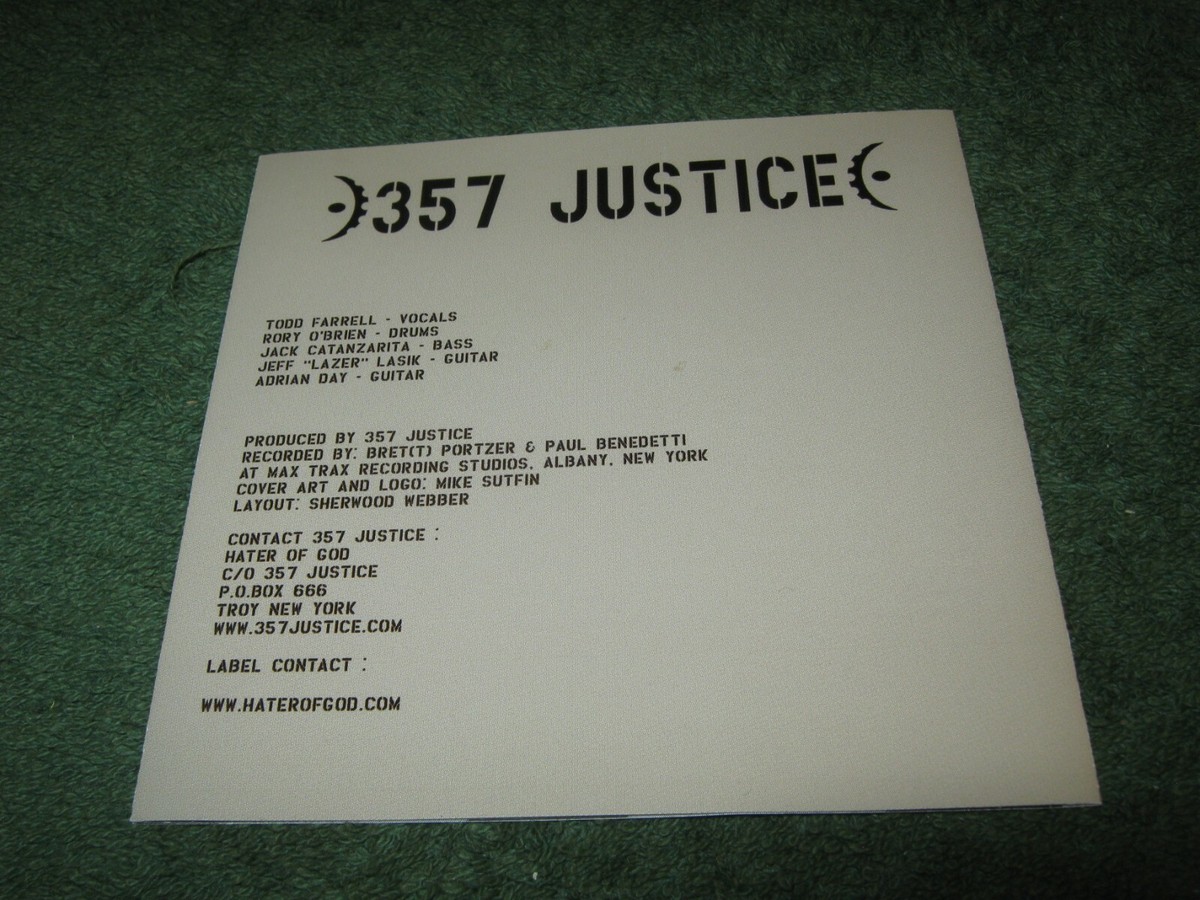 357 JUSTICE
TODD FARRELL - VOCALS
RORY O'BRIEN - DRUMS
JACK CATANZARITA - BASS
JEFF "LAZER" LASIK - GUITAR
ADRIAN DAY - GUITAR
PRODUCED BY 357 JUSTICE
RECORDED BY: BRET(T) PORTZER & PAUL BENEDETTI
AT MAX TRAX RECORDING STUDIOS, ALBANY, NEW YORK
COVER ART AND LOGO: MIKE SUTFIN
LAYOUT: SHERWOOD WEBBER
CONTACT 357 JUSTICE :
HATER OF GOD
C/O 357 JUSTICE
P.O.BOX 666
TROY NEW YORK
WWW.357JUSTICE.COM
LABEL CONTACT :
WWW.HATEROFGOD.COM